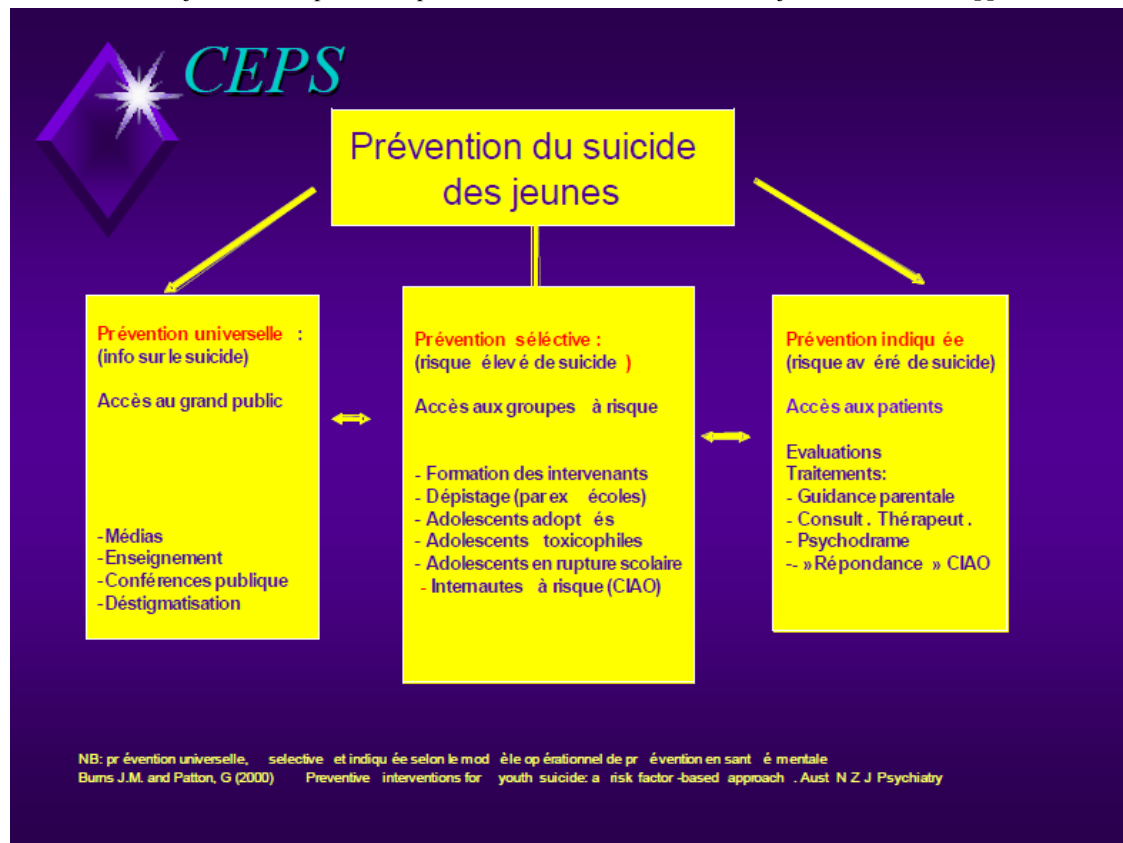 CEPS
Prévention du suicide
des jeunes
Prévention universelle :
(info sur le suicide)
Accès au grand public
-Médias
-Enseignement
-Conférences publique
-Déstigmatisation
Prévention séléctive :
(risque élevé de suicide )
Accès aux groupes à risque
- Formation des intervenants
- Dépistage (par ex écoles)
- Adolescents adoptés
- Adolescents toxicophiles
- Adolescents en rupture scolaire
- Internautes à risque (CIAO)
Prévention indiquée
(risque avéré de suicide)
Accès aux patients
Evaluations
Traitements:
- Guidance parentale
- Consult. Thérapeut.
- Psychodrame
-- »Répondance » CIAO
NB: prévention universelle, selective et indiquée selon le modèle opérationnel de prévention en santé mentale
Burns J.M. and Patton, G (2000) Preventive interventions for youth suicide: a risk factor-based approach . Aust N Z J Psychiatry